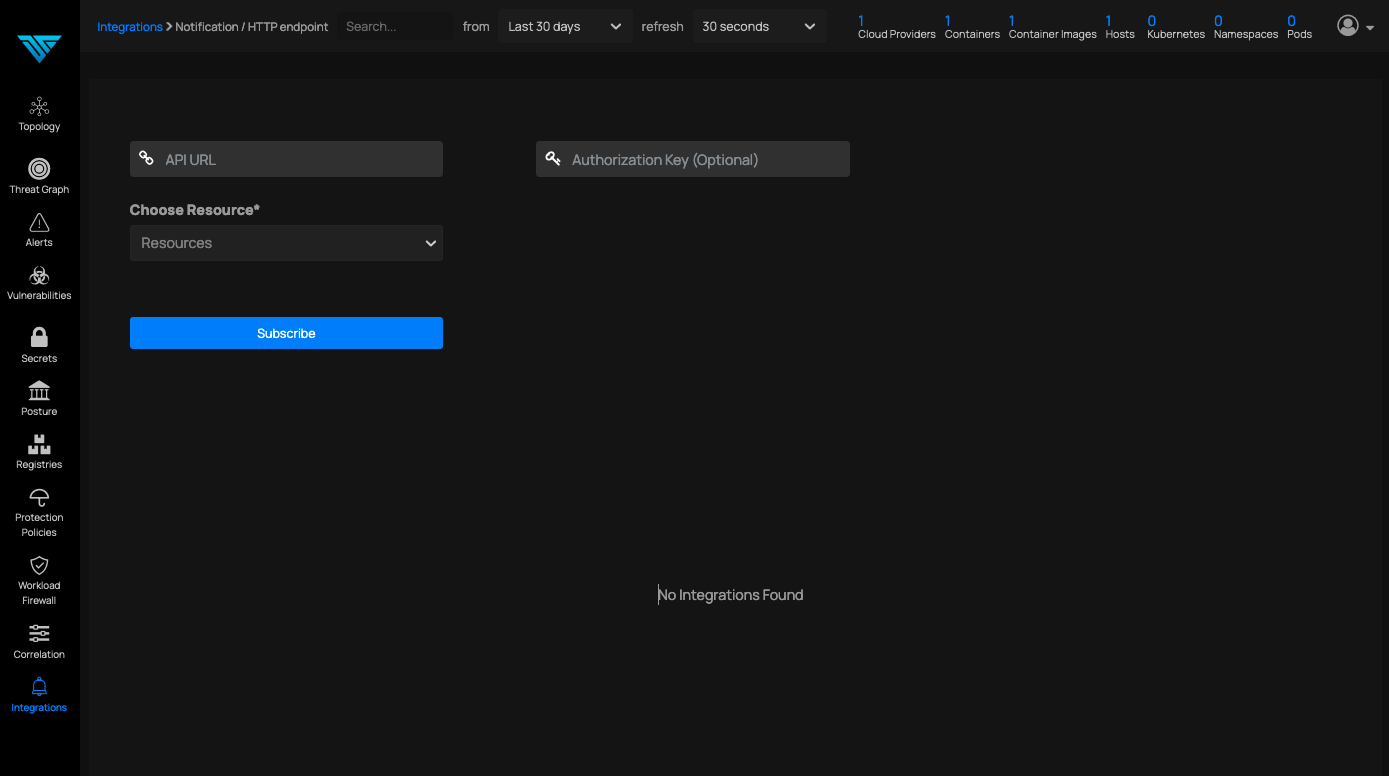 Integrations > Notification / HTTP endpoint
Search...
from
Last 30 days
refresh
30 seconds
1
Cloud Providers
1
Containers
1
Container Images
1
Hosts
0
Kubernetes
0
Namespaces
0
Pods
Topology
Threat Graph
Alerts
Vulnerabilities
Secrets
Posture
Registries
Protection
Policies
Workload
Firewall
Correlation
Integrations
API URL
Authorization Key (Optional)
Choose Resource*
Resources
Subscribe
No Integrations Found